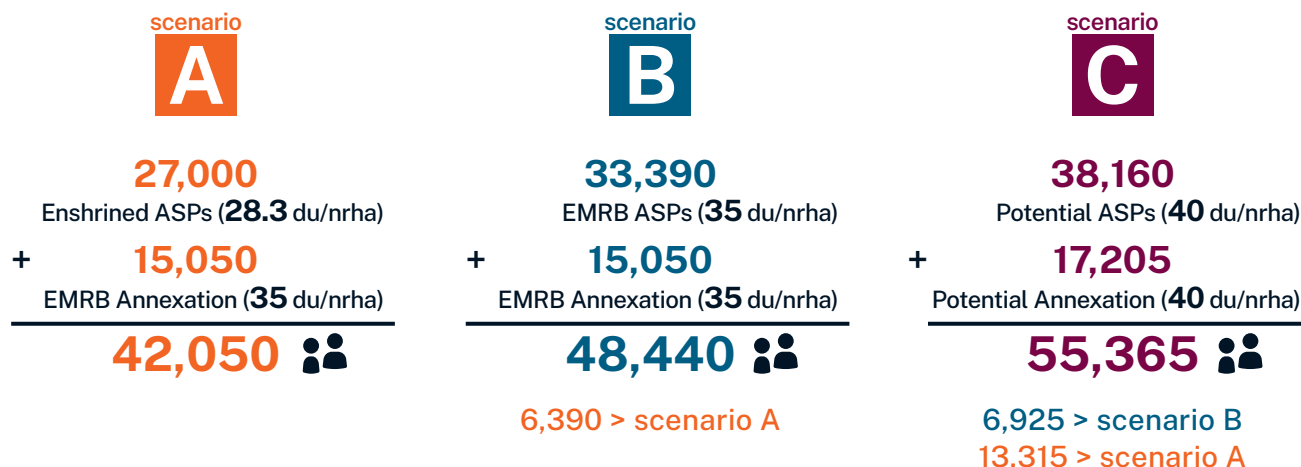 scenario
A
27,000
Enshrined ASPs (28.3 du/nrha)
+ 15,050
EMRB Annexation (35 du/nrha)
42,050
scenario
B
33,390
EMRB ASPs (35 du/nrha)
+ 15,050
EMRB Annexation (35 du/nrha)
48,440
6,390 > scenario A
scenario
C
38,160
Potential ASPs (40 du/nrha)
+ 17,205
Potential Annexation (40 du/nrha)
55,365
6,925 > scenario B
13.315 > scenario A